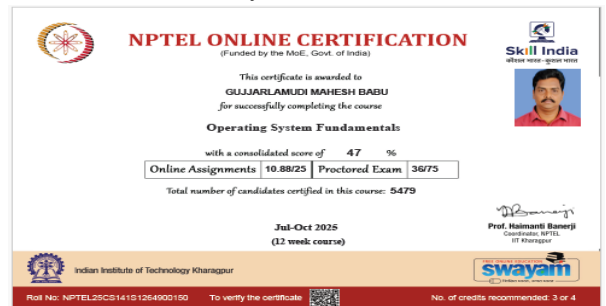 NPTEL ONLINE CERTIFICATION
(Funded by the MoE, Govt. of India)
Skill India
कौशल भारत - कुशल भारत
This certificate is awarded to
GUJJARLAMUDI MAHESH BABU
for successfully completing the course
Operating System Fundamentals
with a consolidated score of 47 %
Online Assignments 10.88/25 Proctored Exam 36/75
Total number of candidates certified in this course: 5479
Jul-Oct 2025
(12 week course)
Prof. Haimanti Banerji
Coordinator, NPTEL
IIT Kharagpur
Indian Institute of Technology Kharagpur
FREE ONLINE EDUCATION
swayam
Roll No: NPTEL25CS141S1264900150 To verify the certificate No. of credits recommended: 3 or 4